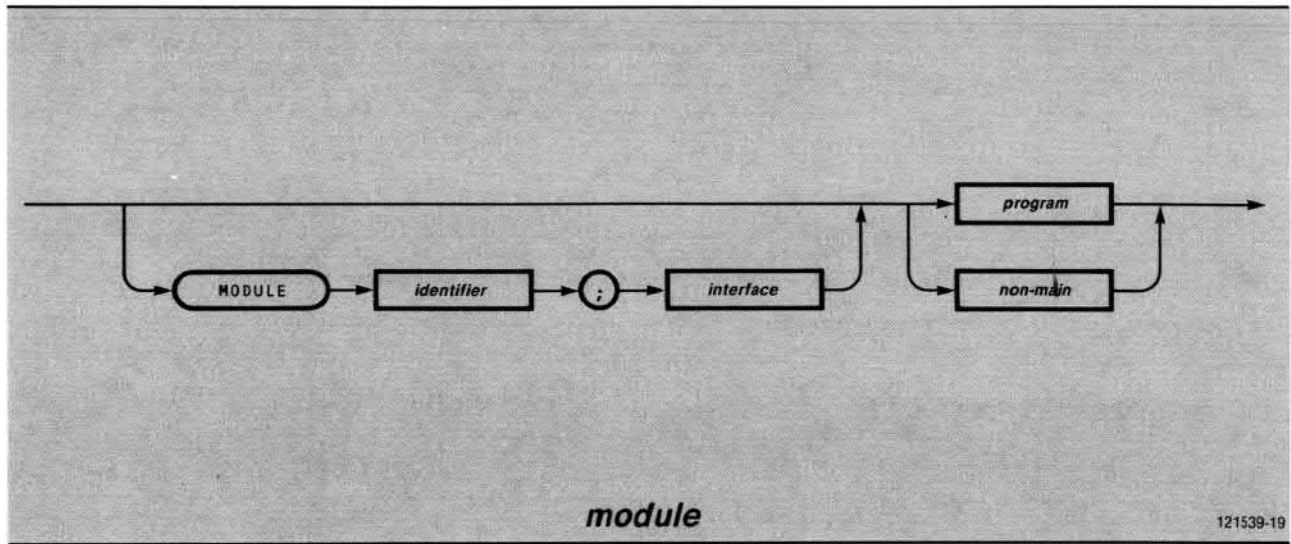 program
MODULE identifier ; interface non-main
module
121539-19